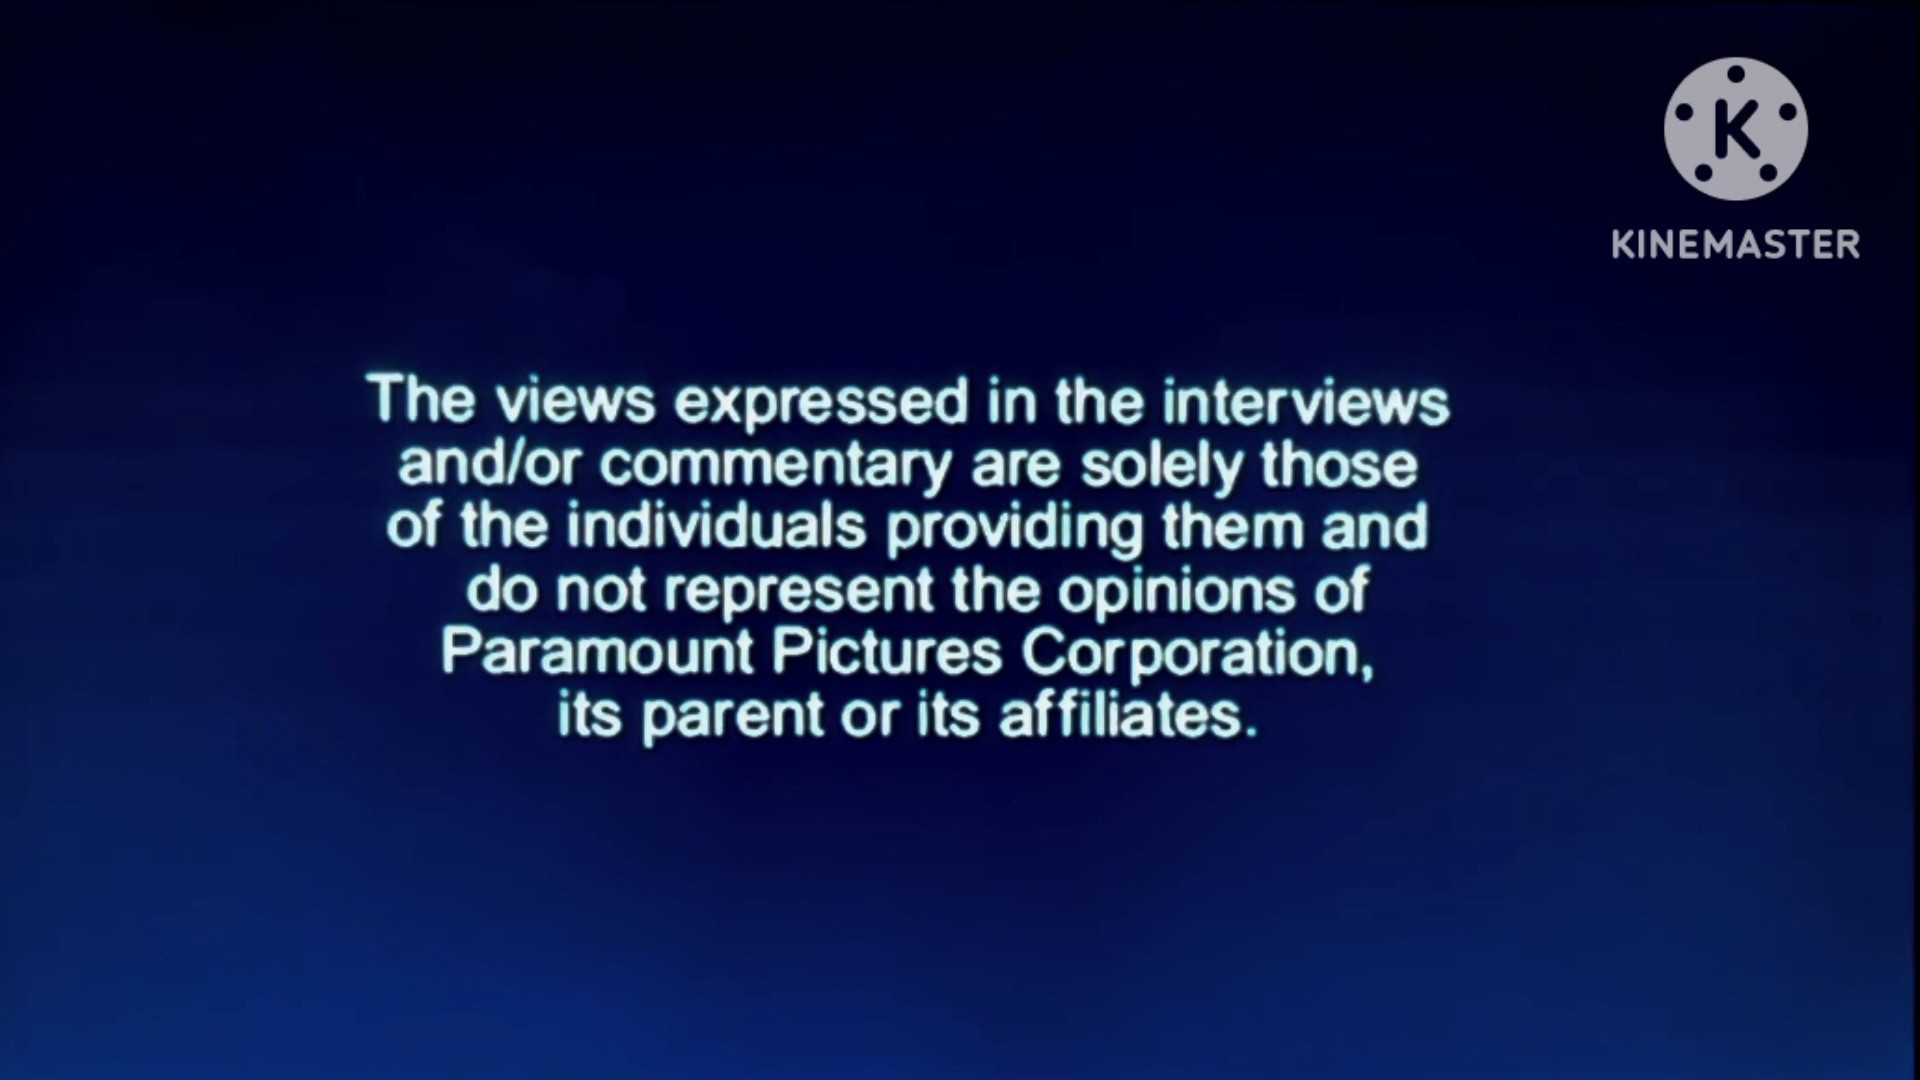 K
KINEMASTER
The views expressed in the interviews
and/or commentary are solely those
of the individuals providing them and
do not represent the opinions of
Paramount Pictures Corporation,
its parent or its affiliates.